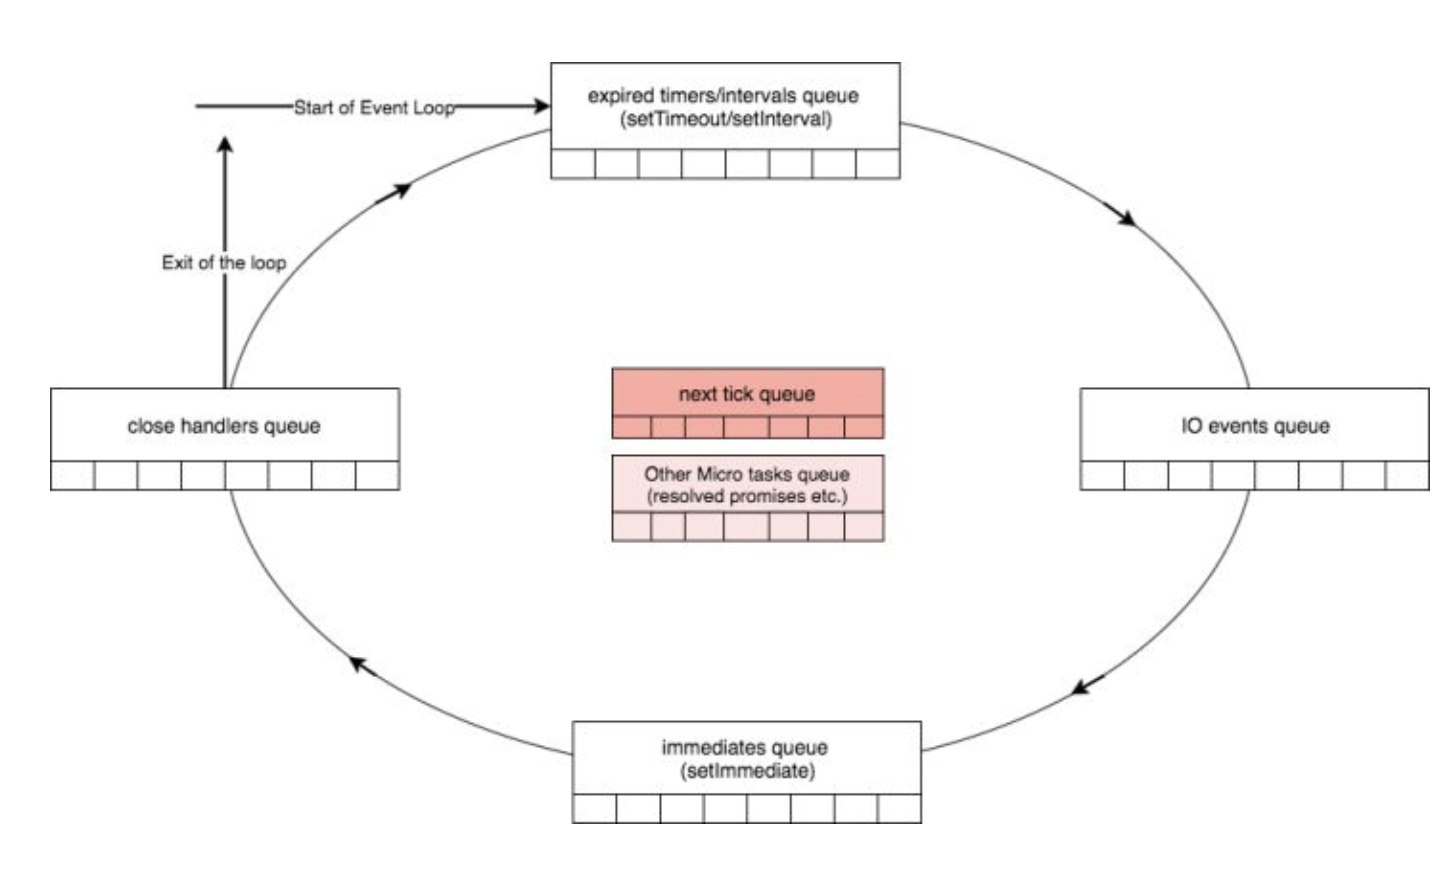 expired timers/intervals queue
(setTimeout/setInterval)
Start of Event Loop
Exit of the loop
next tick queue
close handlers queue
IO events queue
Other Micro tasks queue
(resolved promises etc.)
immediates queue
(setImmediate)